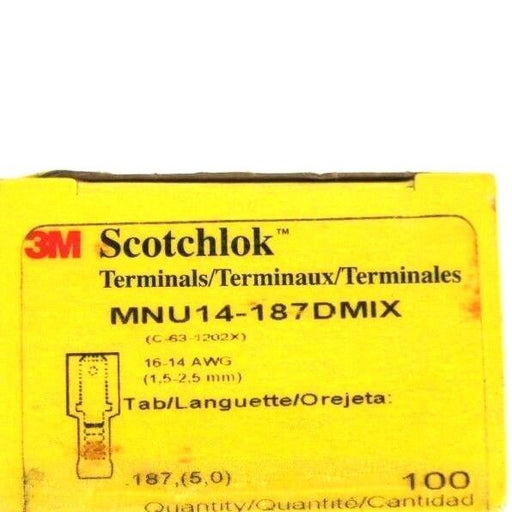 3M Scotchlok™
Terminals/Terminaux/Terminales
MNU14-187DMIX
(C-63-1202X)
16-14 AWG
(1,5-2,5 mm)
Tab/Languette/Orejeta:
.187,(5,0)
100
Quantity/Quantité/Cantidad